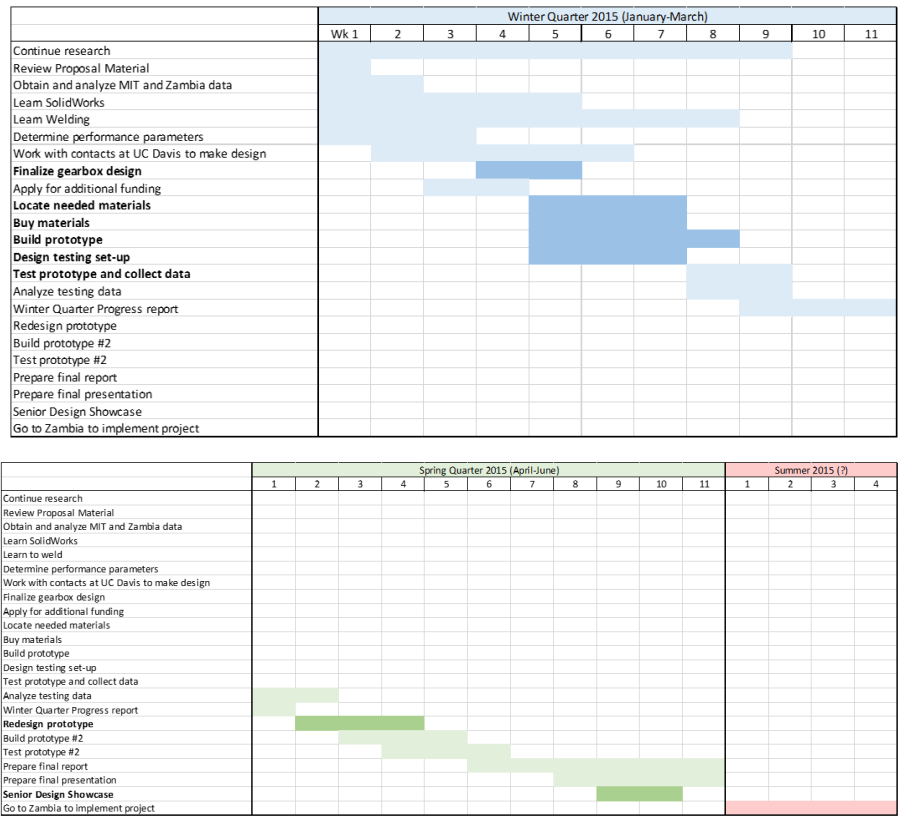 Winter Quarter 2015 (January-March)
Wk 1 2 3 4 5 6 7 8 9 10 11
Continue research
Review Proposal Material
Obtain and analyze MIT and Zambia data
Learn SolidWorks
Learn Welding
Determine performance parameters
Work with contacts at UC Davis to make design
Finalize gearbox design
Apply for additional funding
Locate needed materials
Buy materials
Build prototype
Design testing set-up
Test prototype and collect data
Analyze testing data
Winter Quarter Progress report
Redesign prototype
Build prototype #2
Test prototype #2
Prepare final report
Prepare final presentation
Senior Design Showcase
Go to Zambia to implement project
Spring Quarter 2015 (April-June) Summer 2015 (?)
1 2 3 4 5 6 7 8 9 10 11 1 2 3 4
Continue research
Review Proposal Material
Obtain and analyze MIT and Zambia data
Learn SolidWorks
Learn to weld
Determine performance parameters
Work with contacts at UC Davis to make design
Finalize gearbox design
Apply for additional funding
Locate needed materials
Buy materials
Build prototype
Design testing set-up
Test prototype and collect data
Analyze testing data
Winter Quarter Progress report
Redesign prototype
Build prototype #2
Test prototype #2
Prepare final report
Prepare final presentation
Senior Design Showcase
Go to Zambia to implement project